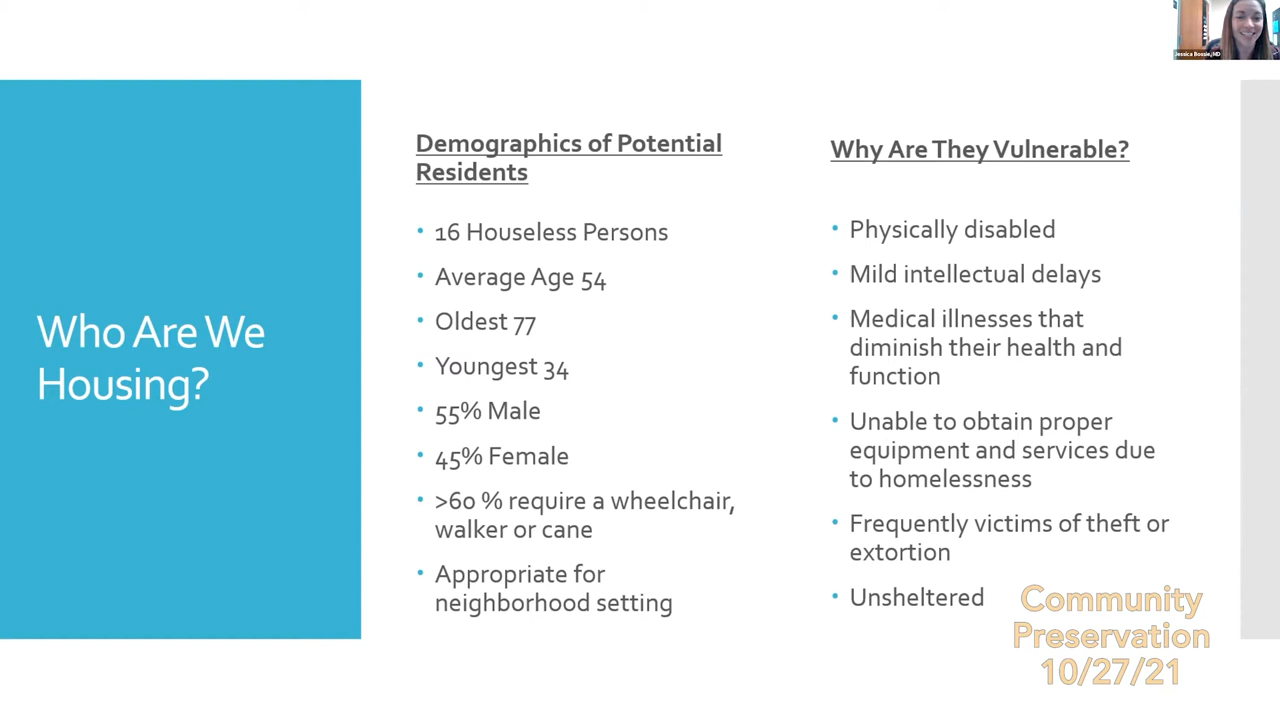 Jessica Bossie, MD
Who Are We
Housing?
Demographics of Potential
Residents
• 16 Houseless Persons
• Average Age 54
• Oldest 77
• Youngest 34
• 55% Male
• 45% Female
• >60 % require a wheelchair,
walker or cane
• Appropriate for
neighborhood setting
Why Are They Vulnerable?
• Physically disabled
• Mild intellectual delays
• Medical illnesses that
diminish their health and
function
• Unable to obtain proper
equipment and services due
to homelessness
• Frequently victims of theft or
extortion
• Unsheltered
Community
Preservation
10/27/21